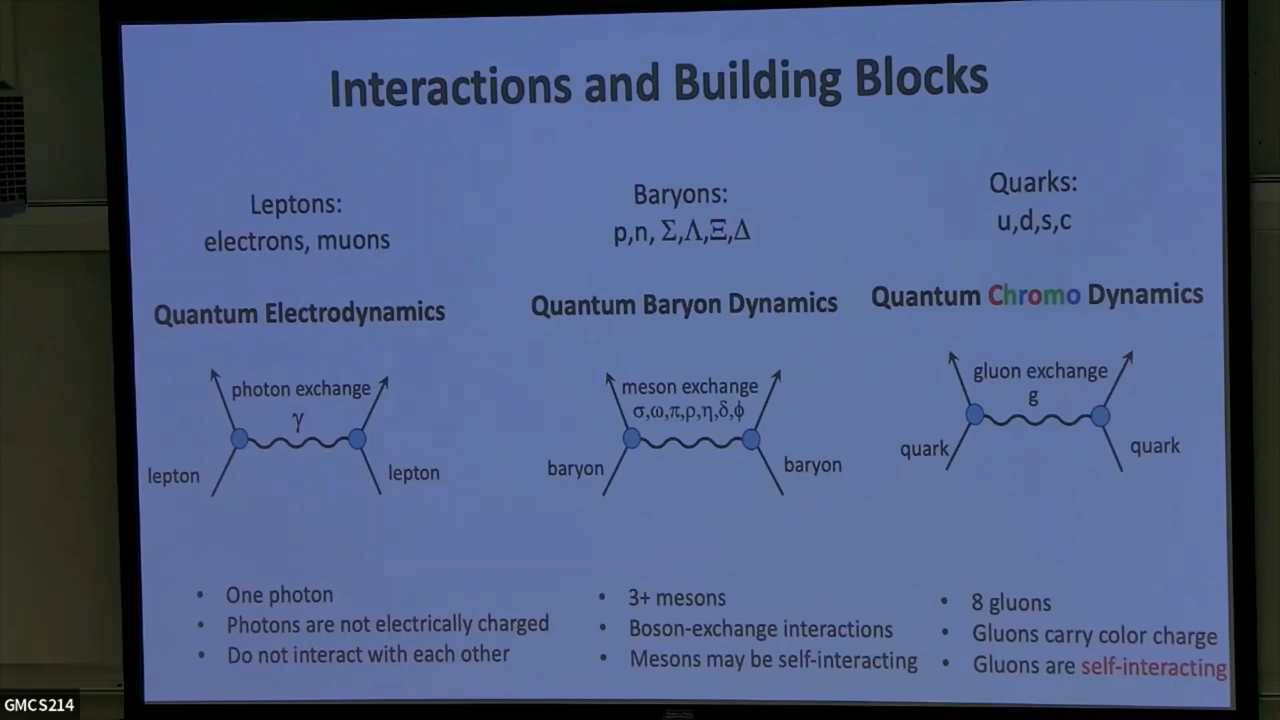 Interactions and Building Blocks
Leptons:
electrons, muons
Quantum Electrodynamics
photon exchange
γ
lepton
lepton
• One photon
• Photons are not electrically charged
• Do not interact with each other
Baryons:
p,n, Σ,Λ,Ξ,Δ
Quantum Baryon Dynamics
meson exchange
σ,ω,π,ρ,η,δ,ϕ
baryon
baryon
• 3+ mesons
• Boson-exchange interactions
• Mesons may be self-interacting
Quarks:
u,d,s,c
Quantum Chromo Dynamics
gluon exchange
g
quark
quark
• 8 gluons
• Gluons carry color charge
• Gluons are self-interacting
GMCS214